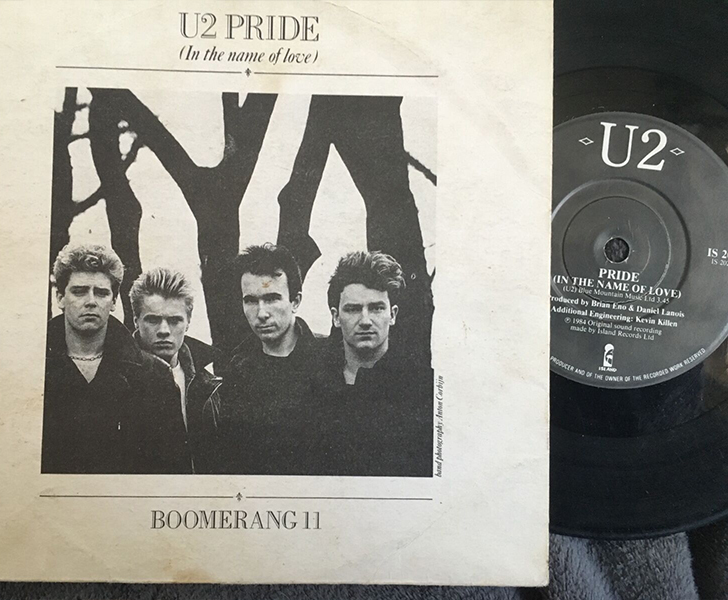 U2 PRIDE
(In the name of love)
band photography Anton Corbijn
BOOMERANG 11
U2
IS 2
IS 202
PRIDE
(IN THE NAME OF LOVE)
(U2) Blue Mountain Music Ltd 3.45
roduced by Brian Eno & Daniel Lanois
Additional Engineering: Kevin Killen
℗ 1984 Original sound recording
made by Island Records Ltd
ISLAND
PRODUCER AND OF THE OWNER OF THE RECORDED WORK RESERVED